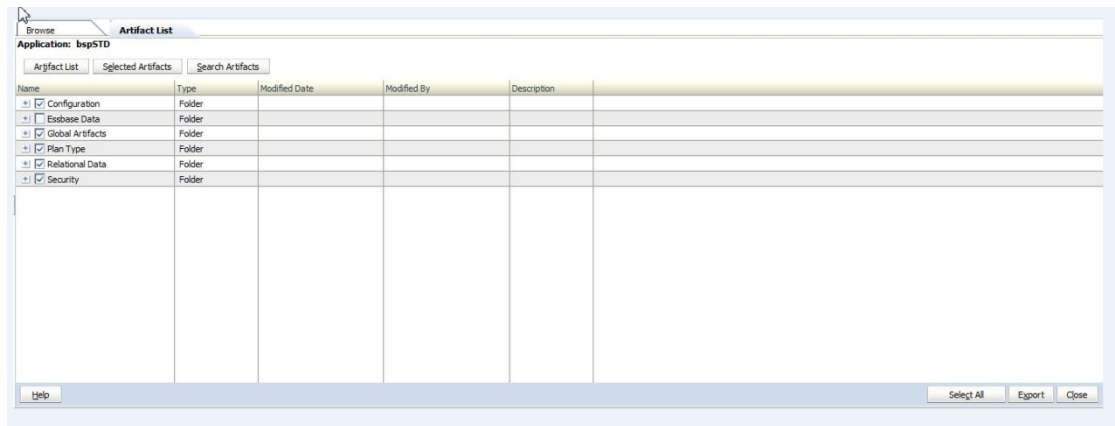 Browse Artifact List
Application: bspSTD
Artifact List Selected Artifacts Search Artifacts
Name Type Modified Date Modified By Description
Configuration Folder
Essbase Data Folder
Global Artifacts Folder
Plan Type Folder
Relational Data Folder
Security Folder
Help Select All Export Close